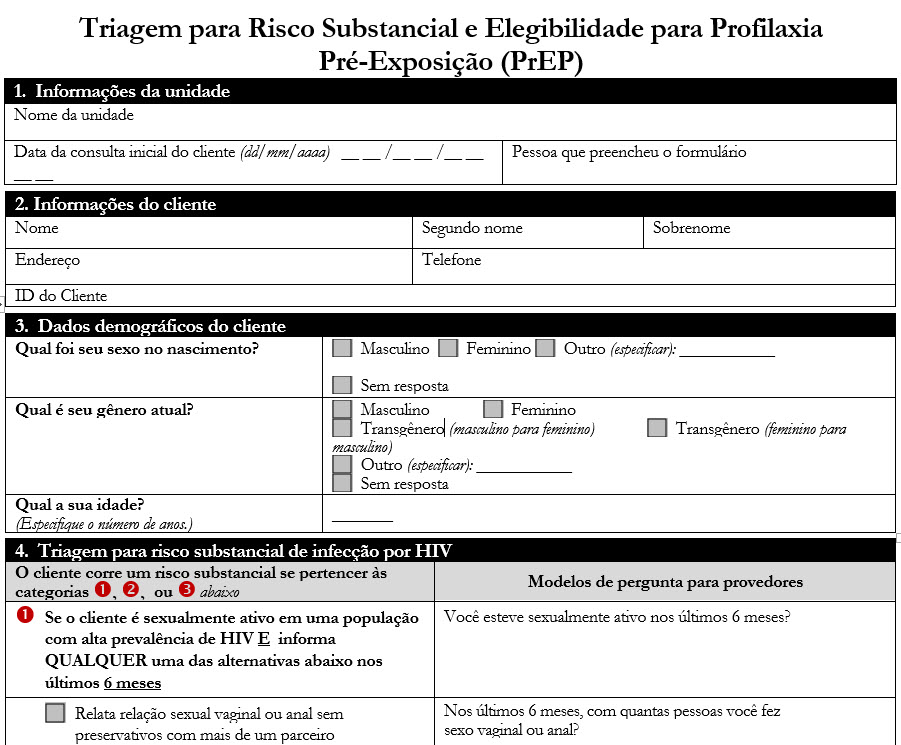 Triagem para Risco Substancial e Elegibilidade para Profilaxia
Pré-Exposição (PrEP)
1. Informações da unidade
Nome da unidade
Data da consulta inicial do cliente (dd/mm/aaaa) __ __ /__ __ /__ __
__ __
Pessoa que preencheu o formulário
2. Informações do cliente
Nome
Segundo nome
Sobrenome
Endereço
Telefone
ID do Cliente
3. Dados demográficos do cliente
Qual foi seu sexo no nascimento?
Masculino Feminino Outro (especificar): ____________
Sem resposta
Qual é seu gênero atual?
Masculino Feminino
Transgênero (masculino para feminino) Transgênero (feminino para
masculino)
Outro (especificar): ____________
Sem resposta
Qual a sua idade?
(Especifique o número de anos.)
________
4. Triagem para risco substancial de infecção por HIV
O cliente corre um risco substancial se pertencer às
categorias 1, 2, ou 3 abaixo
Modelos de pergunta para provedores
1 Se o cliente é sexualmente ativo em uma população
com alta prevalência de HIV E informa
QUALQUER uma das alternativas abaixo nos
últimos 6 meses
Você esteve sexualmente ativo nos últimos 6 meses?
Relata relação sexual vaginal ou anal sem
preservativos com mais de um parceiro
Nos últimos 6 meses, com quantas pessoas você fez
sexo vaginal ou anal?